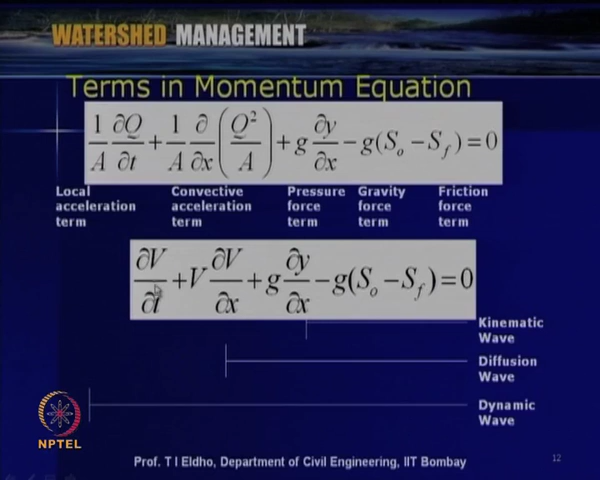 WATERSHED MANAGEMENT
Terms in Momentum Equation
1/A ∂Q/∂t + 1/A ∂/∂x (Q²/A) + g ∂y/∂x − g(S_o − S_f) = 0
Local acceleration term
Convective acceleration term
Pressure force term
Gravity force term
Friction force term
∂V/∂t + V ∂V/∂x + g ∂y/∂x − g(S_o − S_f) = 0
Kinematic Wave
Diffusion Wave
Dynamic Wave
NPTEL
Prof. T I Eldho, Department of Civil Engineering, IIT Bombay
12